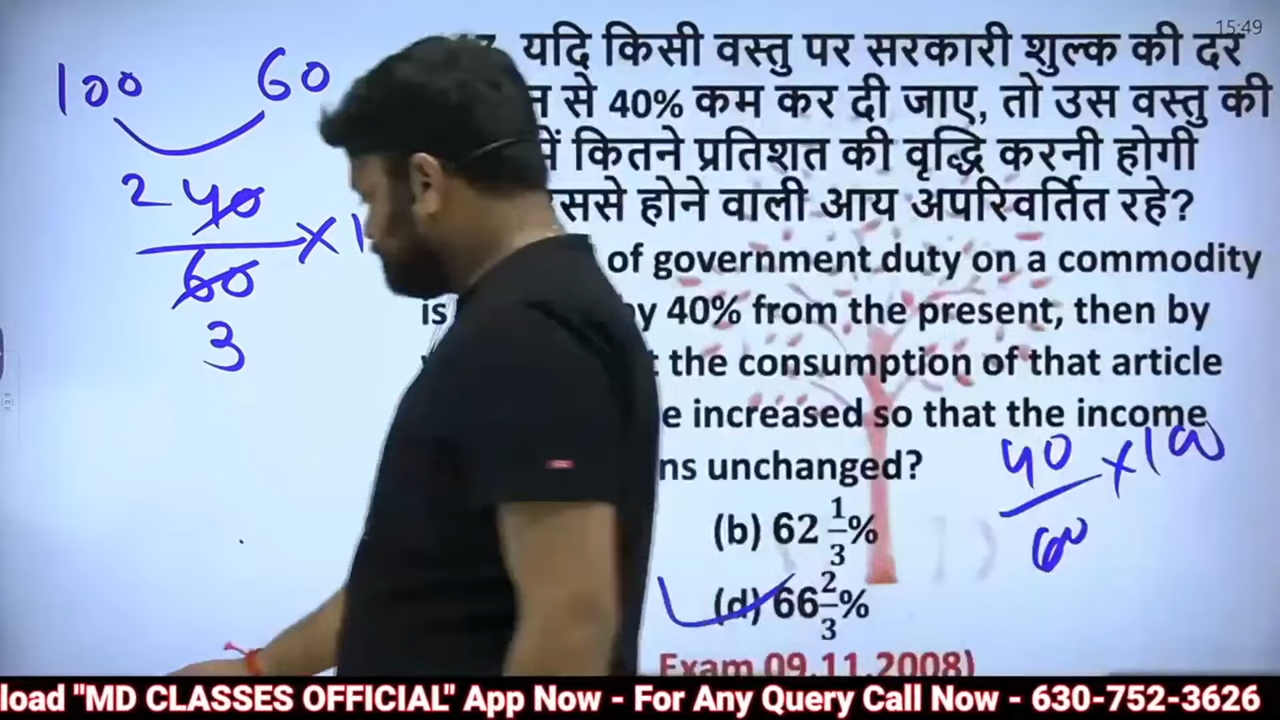 15:49
यदि किसी वस्तु पर सरकारी शुल्क की दर
से 40% कम कर दी जाए, तो उस वस्तु की
में कितने प्रतिशत की वृद्धि करनी होगी
होने वाली आय अपरिवर्तित रहे?
of government duty on a commodity
is by 40% from the present, then by
the consumption of that article
increased so that the income
unchanged?
(b) 62 1/3%
(d) 66 2/3%
Exam 09.11.2008)
100 60
2 40
60 ×
3
40/60 × 100
"MD CLASSES OFFICIAL" App Now - For Any Query Call Now - 630-752-3626